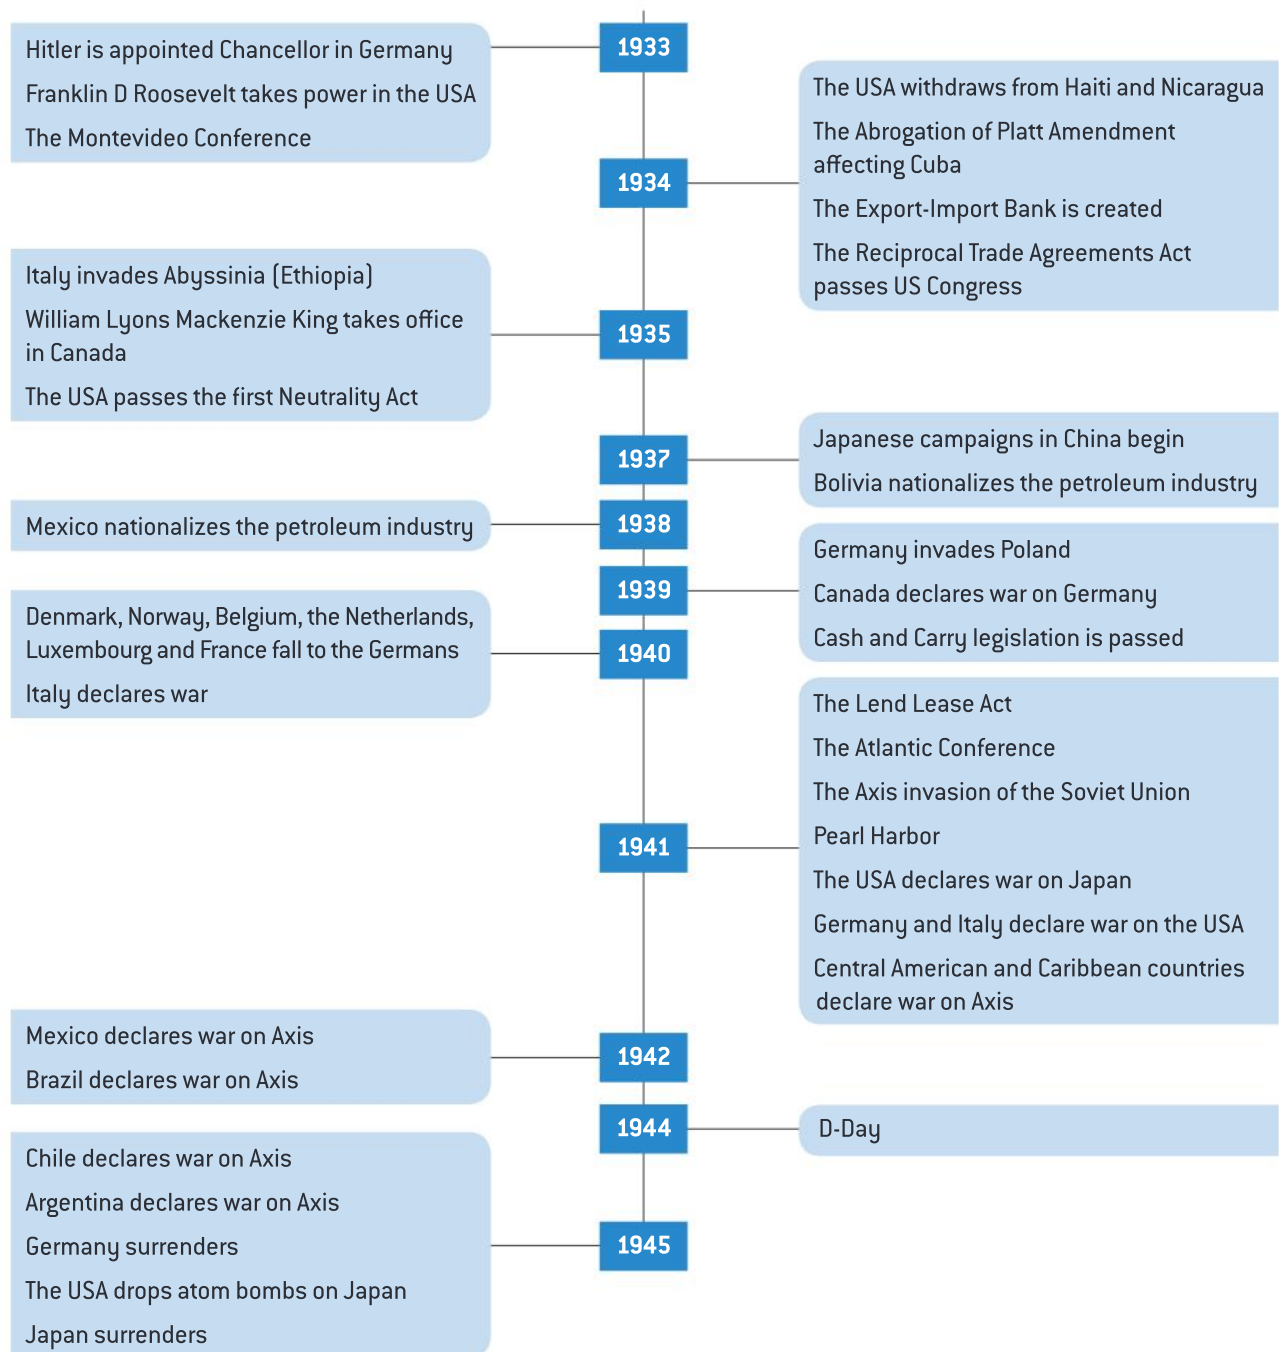 1933
Hitler is appointed Chancellor in Germany
Franklin D Roosevelt takes power in the USA
The Montevideo Conference
1934
The USA withdraws from Haiti and Nicaragua
The Abrogation of Platt Amendment
affecting Cuba
The Export-Import Bank is created
The Reciprocal Trade Agreements Act
passes US Congress
1935
Italy invades Abyssinia (Ethiopia)
William Lyons Mackenzie King takes office
in Canada
The USA passes the first Neutrality Act
1937
Japanese campaigns in China begin
Bolivia nationalizes the petroleum industry
1938
Mexico nationalizes the petroleum industry
1939
Germany invades Poland
Canada declares war on Germany
Cash and Carry legislation is passed
1940
Denmark, Norway, Belgium, the Netherlands,
Luxembourg and France fall to the Germans
Italy declares war
1941
The Lend Lease Act
The Atlantic Conference
The Axis invasion of the Soviet Union
Pearl Harbor
The USA declares war on Japan
Germany and Italy declare war on the USA
Central American and Caribbean countries
declare war on Axis
1942
Mexico declares war on Axis
Brazil declares war on Axis
1944
D-Day
1945
Chile declares war on Axis
Argentina declares war on Axis
Germany surrenders
The USA drops atom bombs on Japan
Japan surrenders